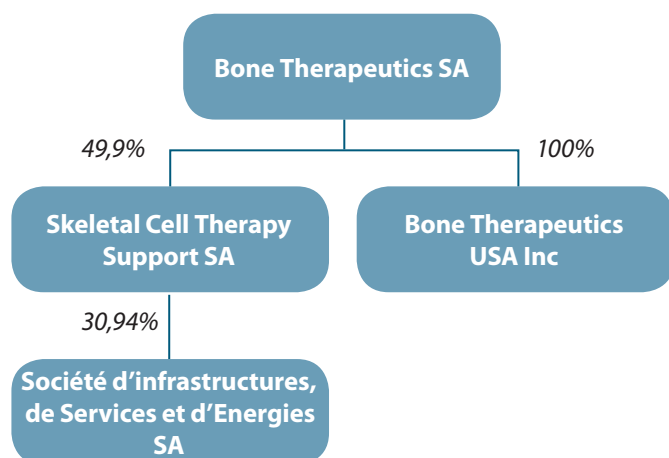 Bone Therapeutics SA
49,9%
100%
Skeletal Cell Therapy
Support SA
Bone Therapeutics
USA Inc
30,94%
Société d’infrastructures,
de Services et d’Energies
SA